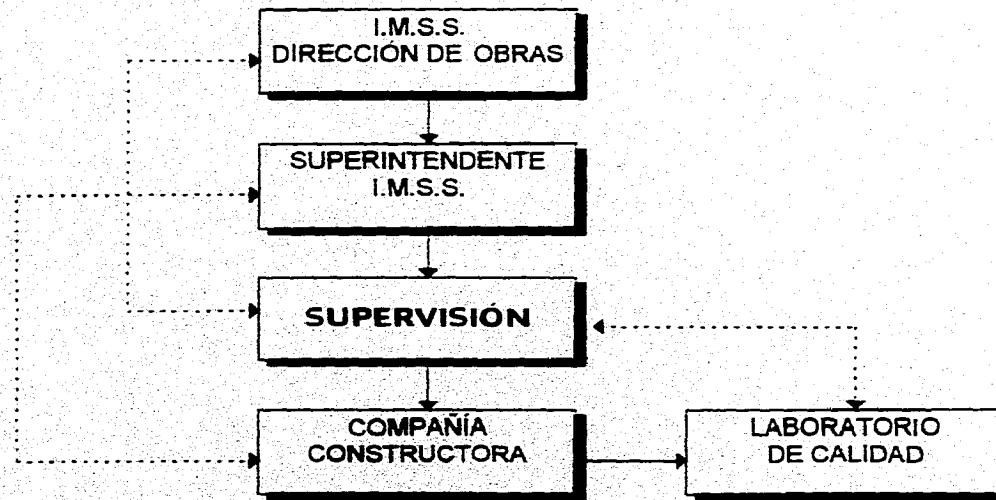 I.M.S.S.
DIRECCIÓN DE OBRAS
SUPERINTENDENTE
I.M.S.S.
SUPERVISIÓN
COMPAÑÍA
CONSTRUCTORA
LABORATORIO
DE CALIDAD